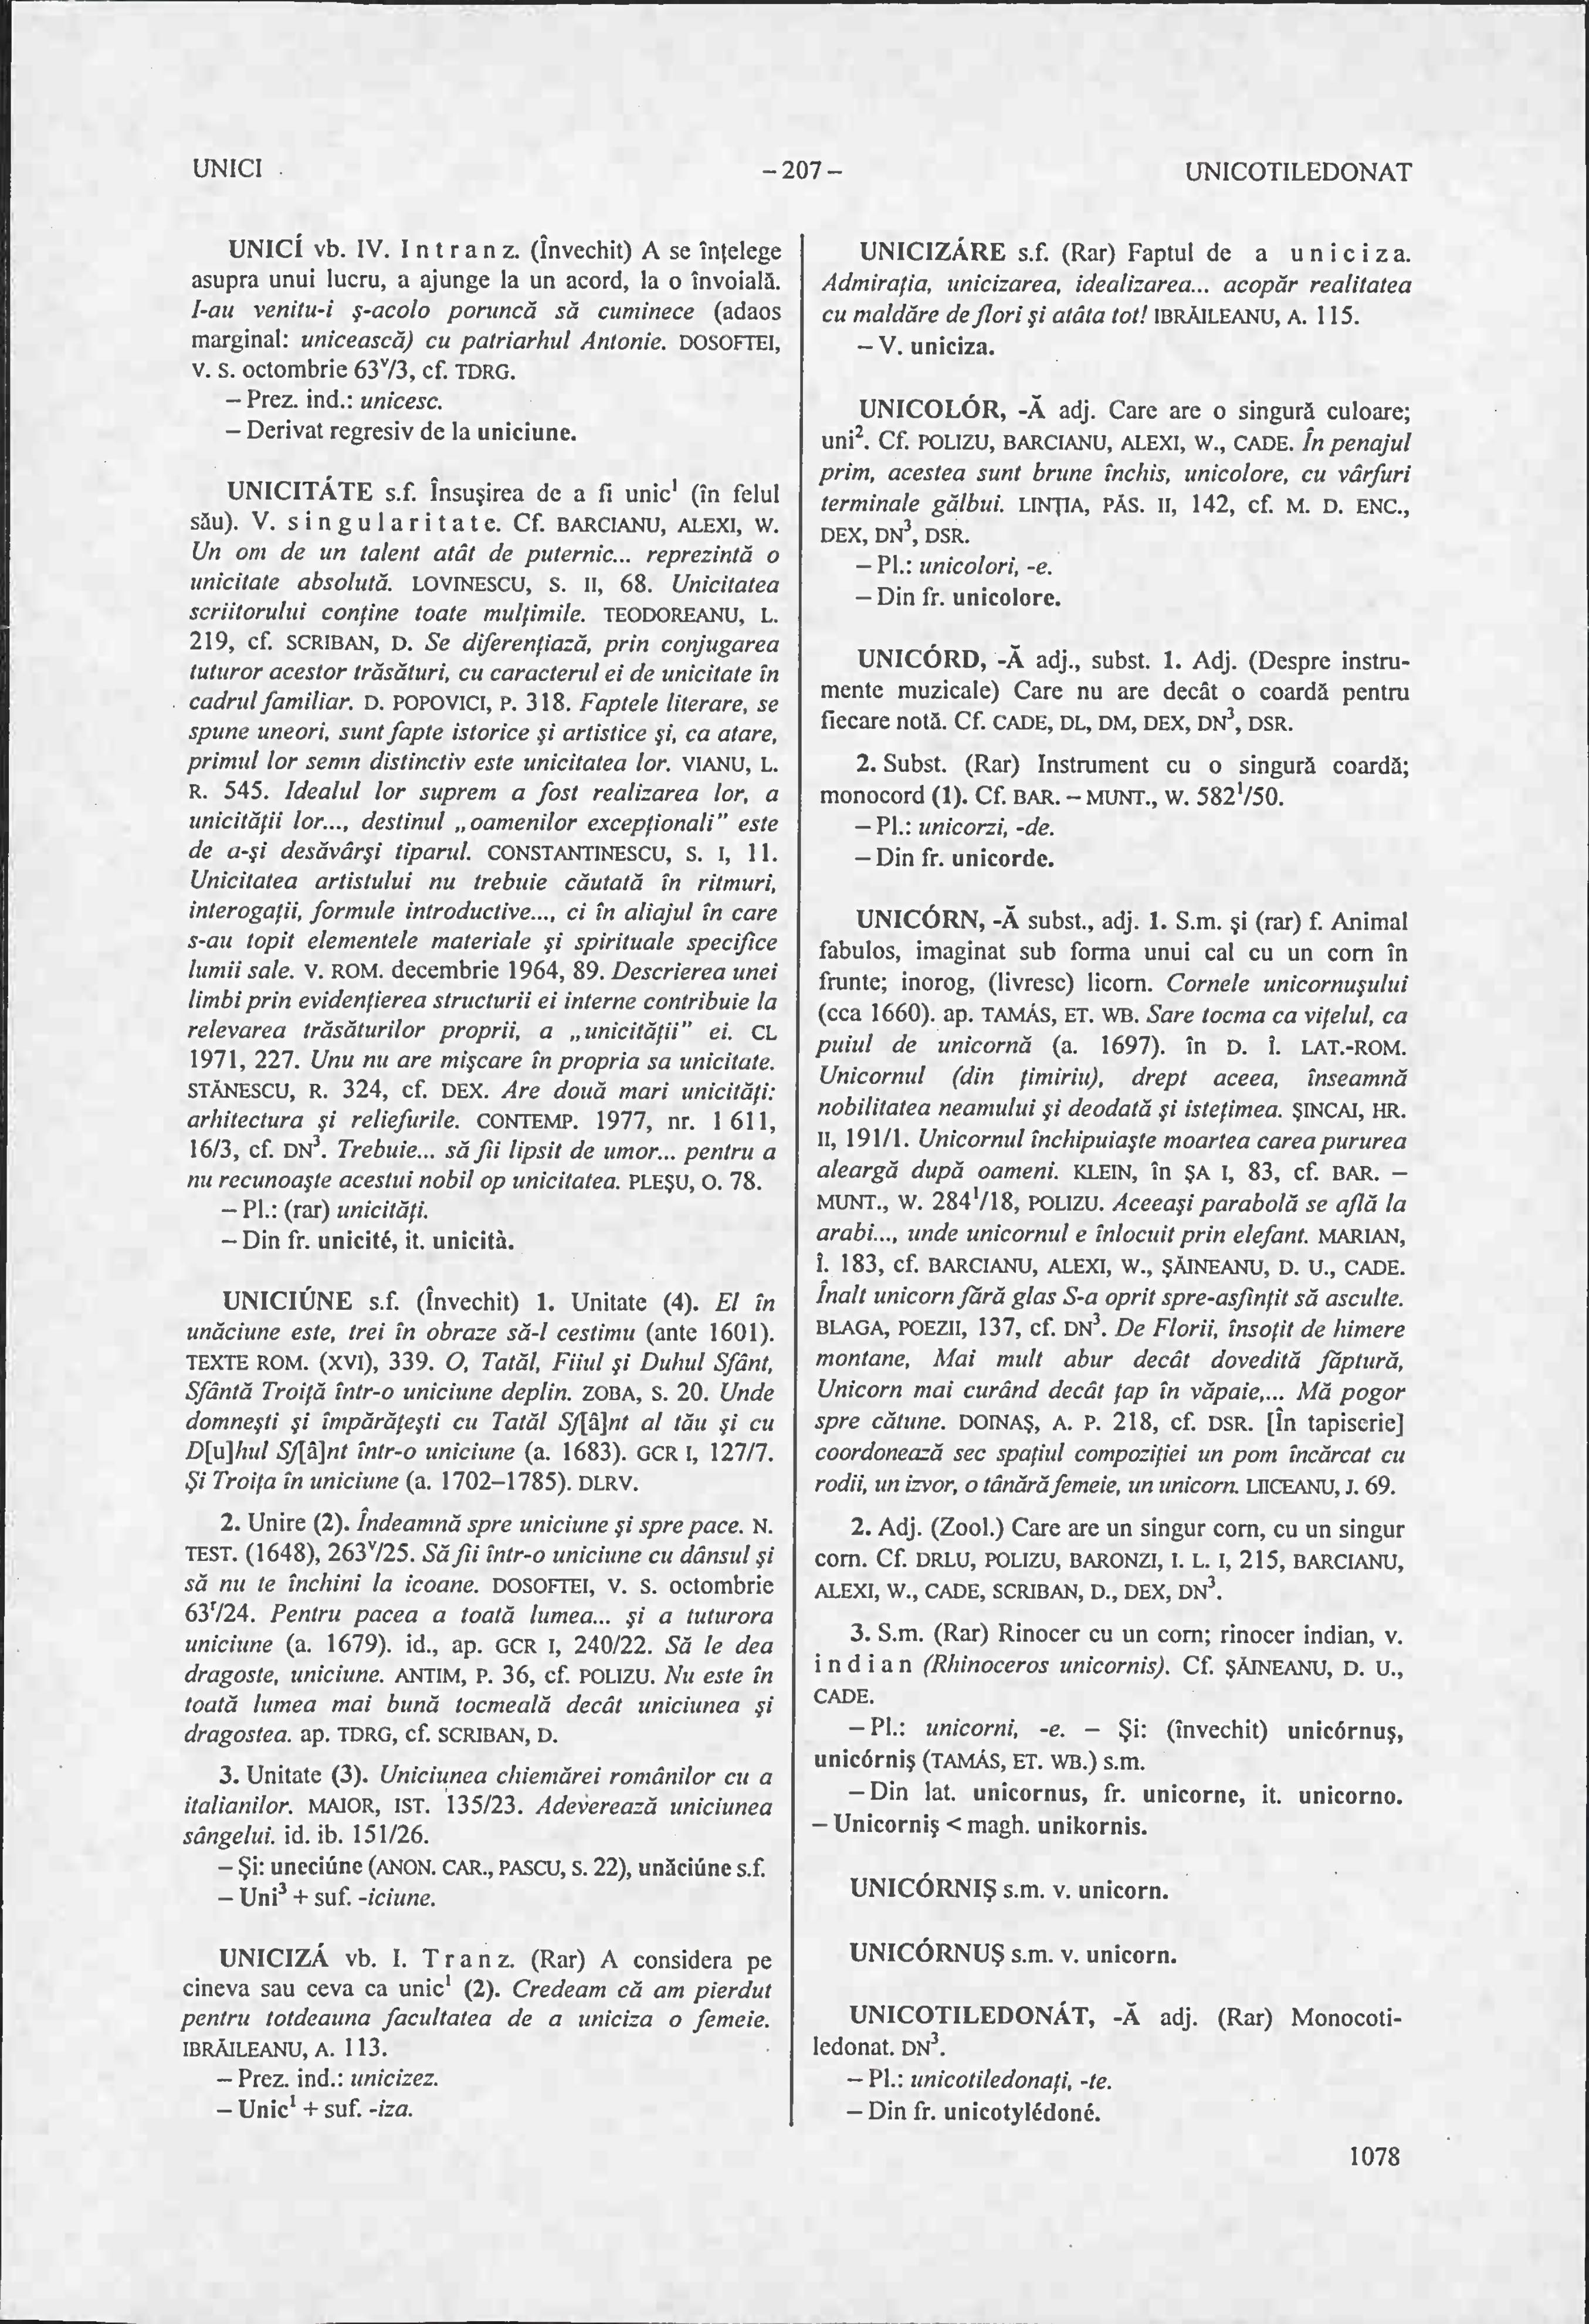 UNICI
-207-
UNICOTILEDONAT
UNICÍ vb. IV. I n t r a n z. (Învechit) A se înţelege
asupra unui lucru, a ajunge la un acord, la o învoială.
I-au venitu-i ş-acolo poruncă să cuminece (adaos
marginal: unicească) cu patriarhul Antonie. DOSOFTEI,
V. S. octombrie 63ᵛ/3, cf. TDRG.
– Prez. ind.: unicesc.
– Derivat regresiv de la uniciune.
UNICITÁTE s.f. Însuşirea de a fi unic¹ (în felul
său). V. s i n g u l a r i t a t e. Cf. BARCIANU, ALEXI, W.
Un om de un talent atât de puternic... reprezintă o
unicitate absolută. LOVINESCU, S. II, 68. Unicitatea
scriitorului conţine toate mulţimile. TEODOREANU, L.
219, cf. SCRIBAN, D. Se diferenţiază, prin conjugarea
tuturor acestor trăsături, cu caracterul ei de unicitate în
cadrul familiar. D. POPOVICI, P. 318. Faptele literare, se
spune uneori, sunt fapte istorice şi artistice şi, ca atare,
primul lor semn distinctiv este unicitatea lor. VIANU, L.
R. 545. Idealul lor suprem a fost realizarea lor, a
unicităţii lor..., destinul „oamenilor excepţionali” este
de a-şi desăvârşi tiparul. CONSTANTINESCU, S. I, 11.
Unicitatea artistului nu trebuie căutată în ritmuri,
interogaţii, formule introductive..., ci în aliajul în care
s-au topit elementele materiale şi spirituale specifice
lumii sale. V. ROM. decembrie 1964, 89. Descrierea unei
limbi prin evidenţierea structurii ei interne contribuie la
relevarea trăsăturilor proprii, a „unicităţii” ei. CL
1971, 227. Unu nu are mişcare în propria sa unicitate.
STĂNESCU, R. 324, cf. DEX. Are două mari unicităţi:
arhitectura şi reliefurile. CONTEMP. 1977, nr. 1 611,
16/3, cf. DN³. Trebuie... să fii lipsit de umor... pentru a
nu recunoaşte acestui nobil op unicitatea. PLEŞU, O. 78.
– Pl.: (rar) unicităţi.
– Din fr. unicité, it. unicità.
UNICIÚNE s.f. (Învechit) 1. Unitate (4). El în
unăciune este, trei în obraze să-l cestimu (ante 1601).
TEXTE ROM. (XVI), 339. O, Tatăl, Fiiul şi Duhul Sfânt,
Sfântă Troiţă într-o uniciune deplin. ZOBA, S. 20. Unde
domneşti şi împărăţeşti cu Tatăl Sf[â]nt al tău şi cu
D[u]hul Sf[â]nt într-o uniciune (a. 1683). GCR I, 127/7.
Şi Troiţa în uniciune (a. 1702–1785). DLRV.
2. Unire (2). Îndeamnă spre uniciune şi spre pace. N.
TEST. (1648), 263ᵛ/25. Să fii într-o uniciune cu dânsul şi
să nu te închini la icoane. DOSOFTEI, V. S. octombrie
63ʳ/24. Pentru pacea a toată lumea... şi a tuturora
uniciune (a. 1679). id., ap. GCR I, 240/22. Să le dea
dragoste, uniciune. ANTIM, P. 36, cf. POLIZU. Nu este în
toată lumea mai bună tocmeală decât uniciunea şi
dragostea. ap. TDRG, cf. SCRIBAN, D.
3. Unitate (3). Uniciunea chiemărei românilor cu a
italianilor. MAIOR, IST. 135/23. Adeverează uniciunea
sângelui. id. ib. 151/26.
– Şi: uneciúne (ANON. CAR., PASCU, S. 22), unăciúne s.f.
– Uni³ + suf. -iciune.
UNICIZÁ vb. I. T r a n z. (Rar) A considera pe
cineva sau ceva ca unic¹ (2). Credeam că am pierdut
pentru totdeauna facultatea de a uniciza o femeie.
IBRĂILEANU, A. 113.
– Prez. ind.: unicizez.
– Unic¹ + suf. -iza.
UNICIZÁRE s.f. (Rar) Faptul de a u n i c i z a.
Admiraţia, unicizarea, idealizarea... acopăr realitatea
cu maldăre de flori şi atâta tot! IBRĂILEANU, A. 115.
– V. uniciza.
UNICOLÓR, -Ă adj. Care are o singură culoare;
uni². Cf. POLIZU, BARCIANU, ALEXI, W., CADE. În penajul
prim, acestea sunt brune închis, unicolore, cu vârfuri
terminale gălbui. LINŢIA, PĂS. II, 142, cf. M. D. ENC.,
DEX, DN³, DSR.
– Pl.: unicolori, -e.
– Din fr. unicolore.
UNICÓRD, -Ă adj., subst. 1. Adj. (Despre instru-
mente muzicale) Care nu are decât o coardă pentru
fiecare notă. Cf. CADE, DL, DM, DEX, DN³, DSR.
2. Subst. (Rar) Instrument cu o singură coardă;
monocord (1). Cf. BAR. – MUNT., W. 582¹/50.
– Pl.: unicorzi, -de.
– Din fr. unicorde.
UNICÓRN, -Ă subst., adj. 1. S.m. şi (rar) f. Animal
fabulos, imaginat sub forma unui cal cu un corn în
frunte; inorog, (livresc) licorn. Cornele unicornuşului
(cca 1660). ap. TAMÁS, ET. WB. Sare tocma ca viţelul, ca
puiul de unicornă (a. 1697). în D. Î. LAT.-ROM.
Unicornul (din ţimiriu), drept aceea, înseamnă
nobilitatea neamului şi deodată şi isteţimea. ŞINCAI, HR.
II, 191/1. Unicornul închipuiaşte moartea carea pururea
aleargă după oameni. KLEIN, în ŞA I, 83, cf. BAR. –
MUNT., W. 284¹/18, POLIZU. Aceeaşi parabolă se află la
arabi..., unde unicornul e înlocuit prin elefant. MARIAN,
Î. 183, cf. BARCIANU, ALEXI, W., ŞĂINEANU, D. U., CADE.
Înalt unicorn fără glas S-a oprit spre-asfinţit să asculte.
BLAGA, POEZII, 137, cf. DN³. De Florii, însoţit de himere
montane, Mai mult abur decât dovedită făptură,
Unicorn mai curând decât ţap în văpaie,... Mă pogor
spre cătune. DOINAŞ, A. P. 218, cf. DSR. [În tapiserie]
coordonează sec spaţiul compoziţiei un pom încărcat cu
rodii, un izvor, o tânără femeie, un unicorn. LIICEANU, J. 69.
2. Adj. (Zool.) Care are un singur corn, cu un singur
corn. Cf. DRLU, POLIZU, BARONZI, I. L. I, 215, BARCIANU,
ALEXI, W., CADE, SCRIBAN, D., DEX, DN³.
3. S.m. (Rar) Rinocer cu un corn; rinocer indian, v.
i n d i a n (Rhinoceros unicornis). Cf. ŞĂINEANU, D. U.,
CADE.
– Pl.: unicorni, -e. – Şi: (învechit) unicórnuş,
unicórniş (TAMÁS, ET. WB.) s.m.
– Din lat. unicornus, fr. unicorne, it. unicorno.
– Unicorniş < magh. unikornis.
UNICÓRNIŞ s.m. v. unicorn.
UNICÓRNUŞ s.m. v. unicorn.
UNICOTILEDONÁT, -Ă adj. (Rar) Monocoti-
ledonat. DN³.
– Pl.: unicotiledonaţi, -te.
– Din fr. unicotylédoné.
1078